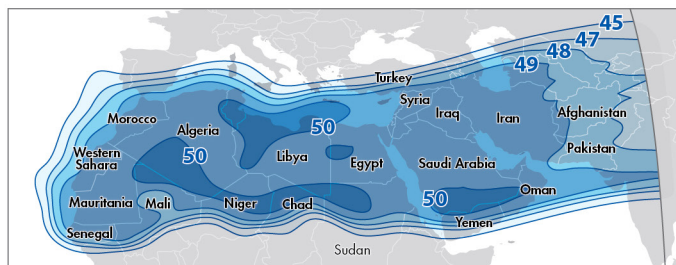 45
47
48
49
Turkey
Syria
Afghanistan
Morocco
Iraq
Iran
50
Algeria
Pakistan
Western
Sahara
50
Libya
Egypt
Saudi Arabia
Oman
50
Mauritania
Mali
Niger
Chad
Yemen
Senegal
Sudan